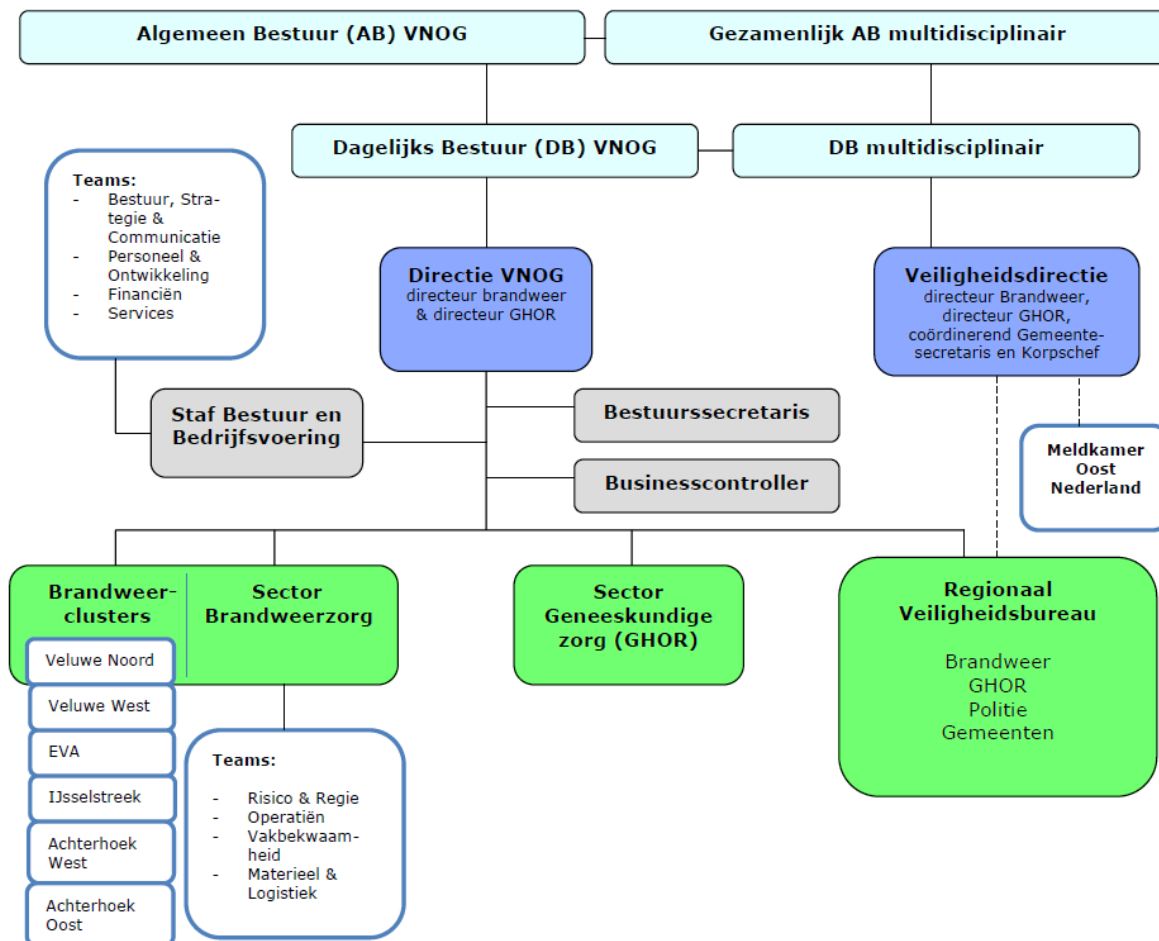 Algemeen Bestuur (AB) VNOG
Gezamenlijk AB multidisciplinair
Dagelijks Bestuur (DB) VNOG
DB multidisciplinair
Teams:
- Bestuur, Stra-
tegie &
Communicatie
- Personeel &
Ontwikkeling
- Financiën
- Services
Directie VNOG
directeur brandweer
& directeur GHOR
Veiligheidsdirectie
directeur Brandweer,
directeur GHOR,
coördinerend Gemeente-
secretaris en Korpschef
Staf Bestuur en
Bedrijfsvoering
Bestuurssecretaris
Businesscontroller
Meldkamer
Oost
Nederland
Brandweer-
clusters
Sector
Brandweerzorg
Sector
Geneeskundige
zorg (GHOR)
Regionaal
Veiligheidsbureau
Brandweer
GHOR
Politie
Gemeenten
Veluwe Noord
Veluwe West
EVA
IJsselstreek
Achterhoek
West
Achterhoek
Oost
Teams:
- Risico & Regie
- Operatiën
- Vakbekwaam-
heid
- Materieel &
Logistiek